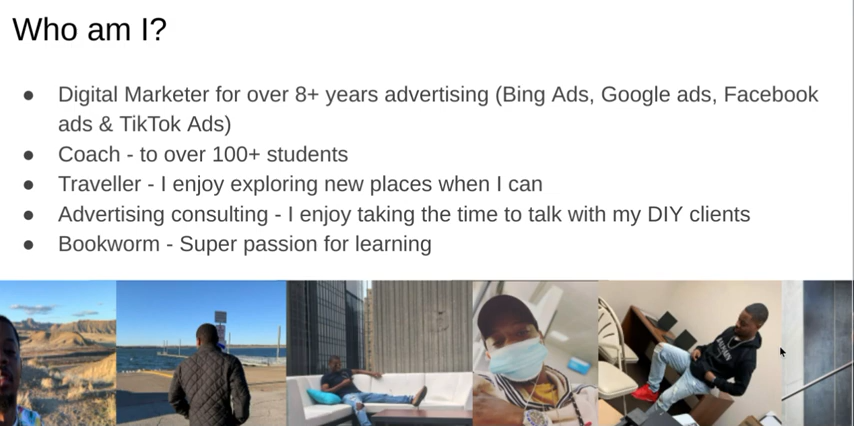 Who am I?
● Digital Marketer for over 8+ years advertising (Bing Ads, Google ads, Facebook
ads & TikTok Ads)
● Coach - to over 100+ students
● Traveller - I enjoy exploring new places when I can
● Advertising consulting - I enjoy taking the time to talk with my DIY clients
● Bookworm - Super passion for learning